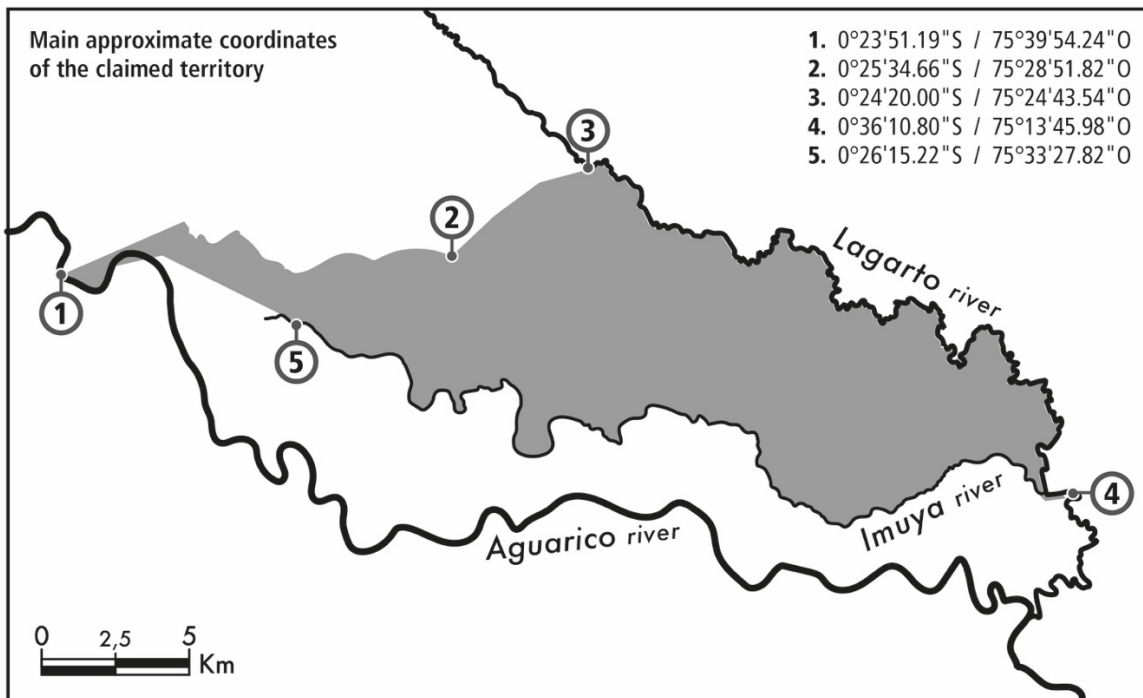 Main approximate coordinates
of the claimed territory
1. 0°23'51.19"S / 75°39'54.24"O
2. 0°25'34.66"S / 75°28'51.82"O
3. 0°24'20.00"S / 75°24'43.54"O
4. 0°36'10.80"S / 75°13'45.98"O
5. 0°26'15.22"S / 75°33'27.82"O
3
2
Lagarto river
1
5
4
Imuya river
Aguarico river
0 2,5 5
Km